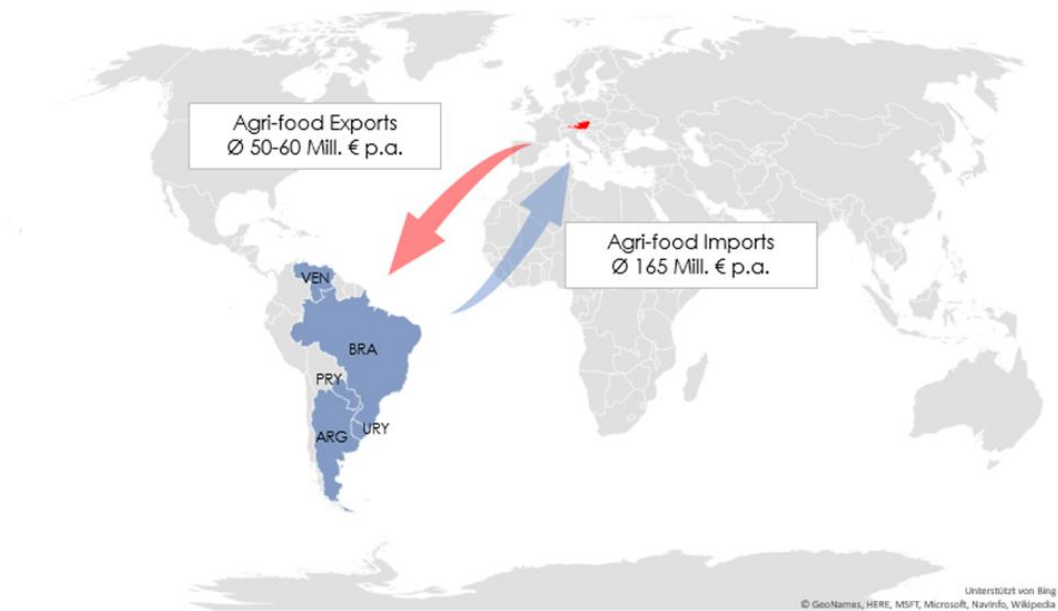 Agri-food Exports
Ø 50-60 Mill. € p.a.
Agri-food Imports
Ø 165 Mill. € p.a.
VEN
BRA
PRY
URY
ARG
Unterstützt von Bing
© GeoNames, HERE, MSFT, Microsoft, NavInfo, Wikipedia